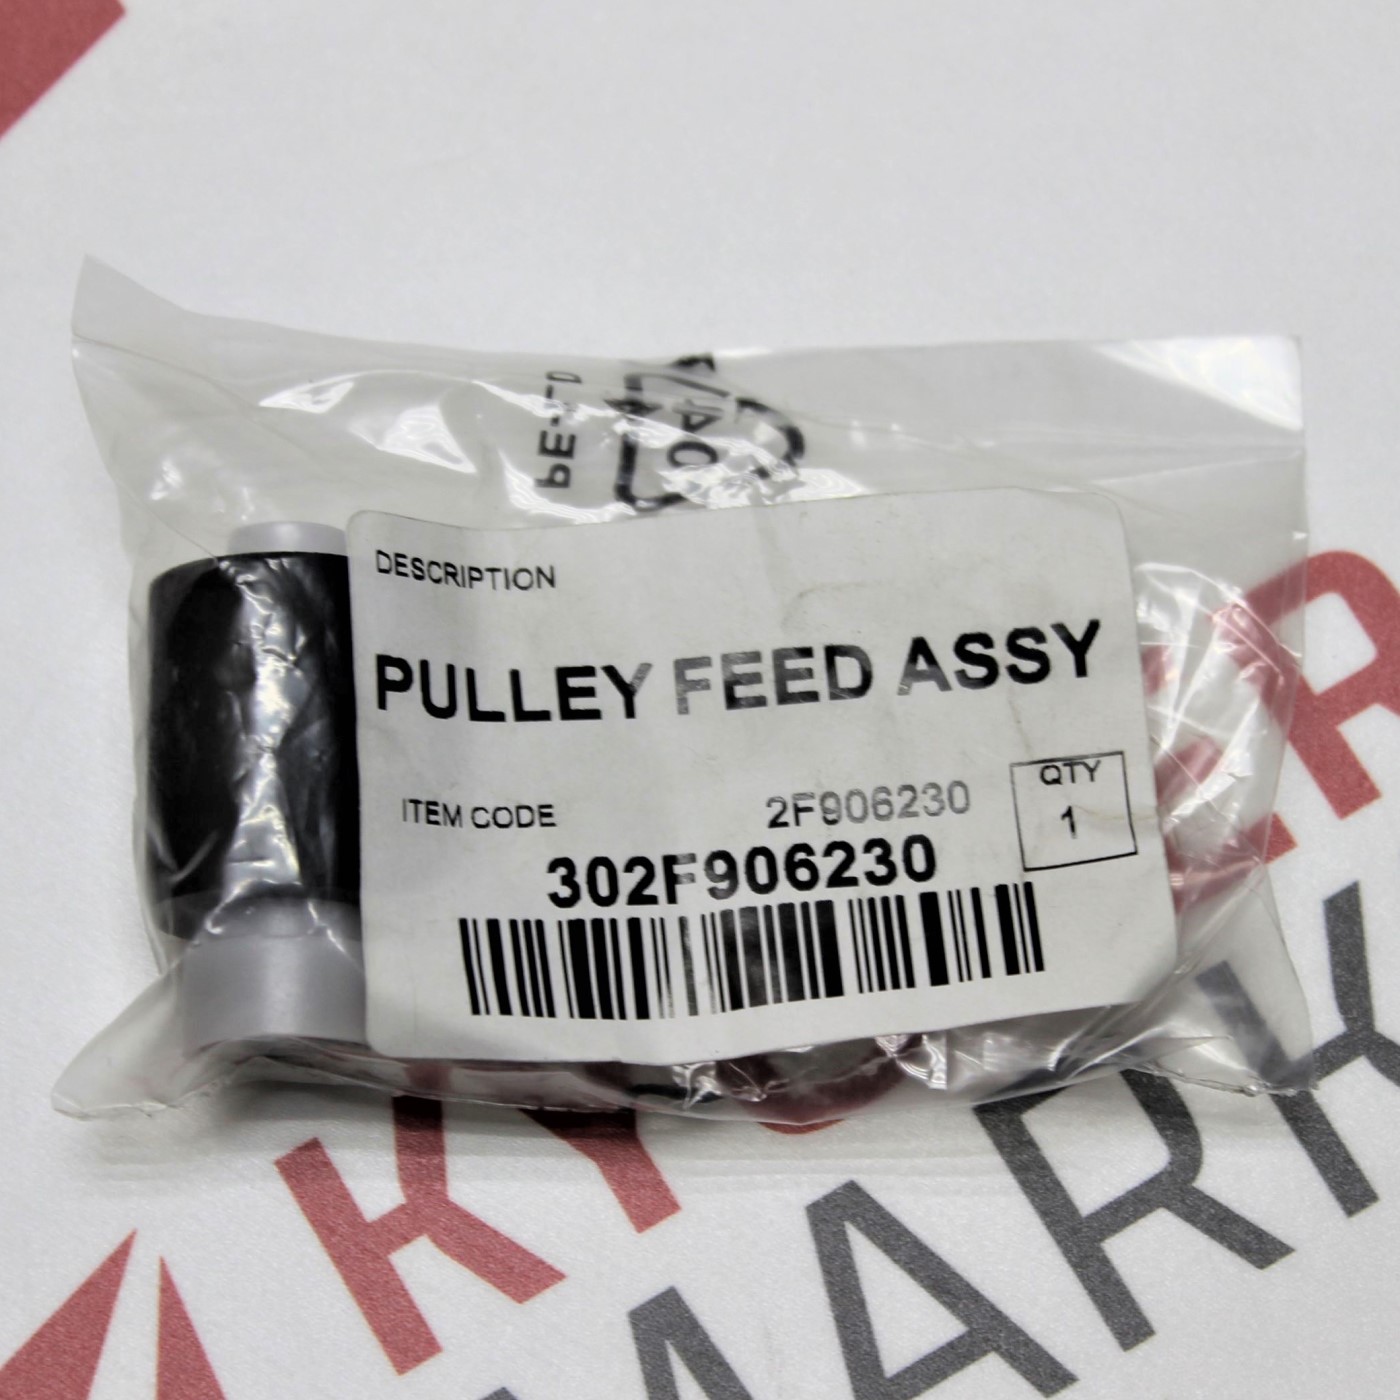 DESCRIPTION
PULLEY FEED ASSY
ITEM CODE 2F906230
302F906230
QTY
1